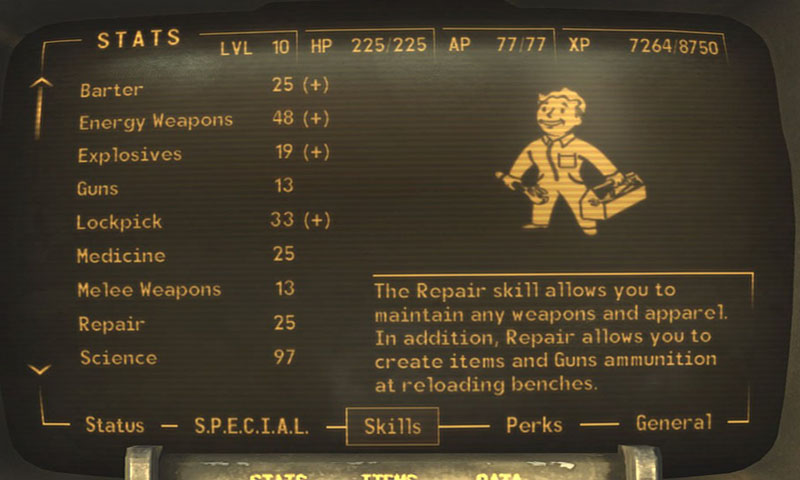 STATS LVL 10 HP 225/225 AP 77/77 XP 7264/8750
Barter 25 (+)
Energy Weapons 48 (+)
Explosives 19 (+)
Guns 13
Lockpick 33 (+)
Medicine 25
Melee Weapons 13
Repair 25
Science 97
The Repair skill allows you to
maintain any weapons and apparel.
In addition, Repair allows you to
create items and Guns ammunition
at reloading benches.
Status S.P.E.C.I.A.L. Skills Perks General
STATS ITEMS DATA